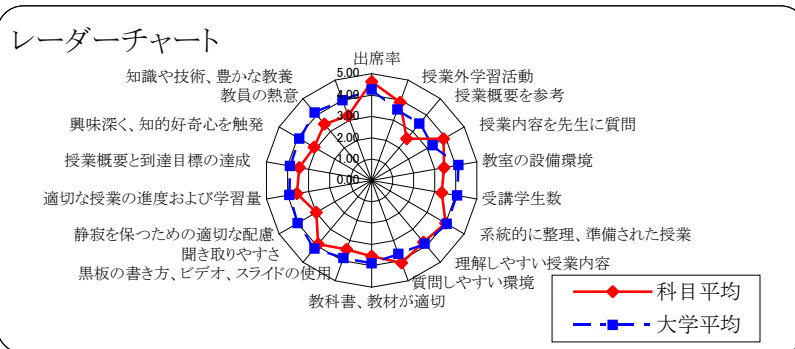 レーダーチャート
出席率
授業外学習活動
授業概要を参考
授業内容を先生に質問
教室の設備環境
受講学生数
系統的に整理、準備された授業
理解しやすい授業内容
質問しやすい環境
教科書、教材が適切
黒板の書き方、ビデオ、スライドの使用
聞き取りやすさ
静寂を保つための適切な配慮
適切な授業の進度および学習量
授業概要と到達目標の達成
興味深く、知的好奇心を触発
教員の熱意
知識や技術、豊かな教養
5.00
4.00
3.00
2.00
1.00
0.00
科目平均
大学平均